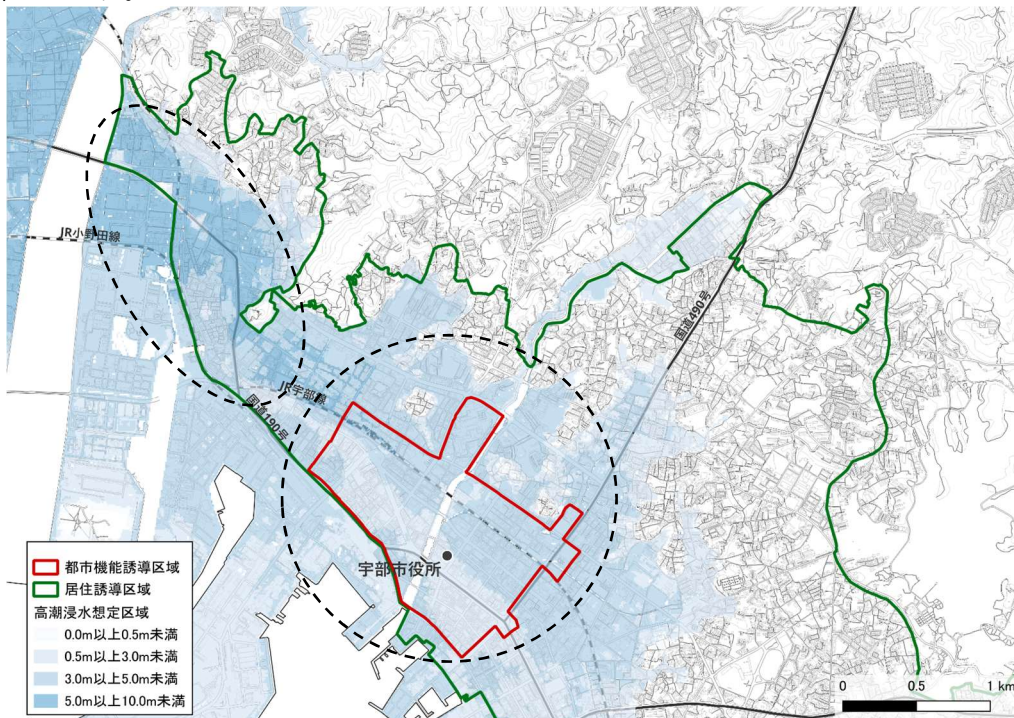 JR小野田線
国道490号
JR宇部線
国道190号
宇部市役所
都市機能誘導区域
居住誘導区域
高潮浸水想定区域
0.0m以上0.5m未満
0.5m以上3.0m未満
3.0m以上5.0m未満
5.0m以上10.0m未満
0 0.5 1 km